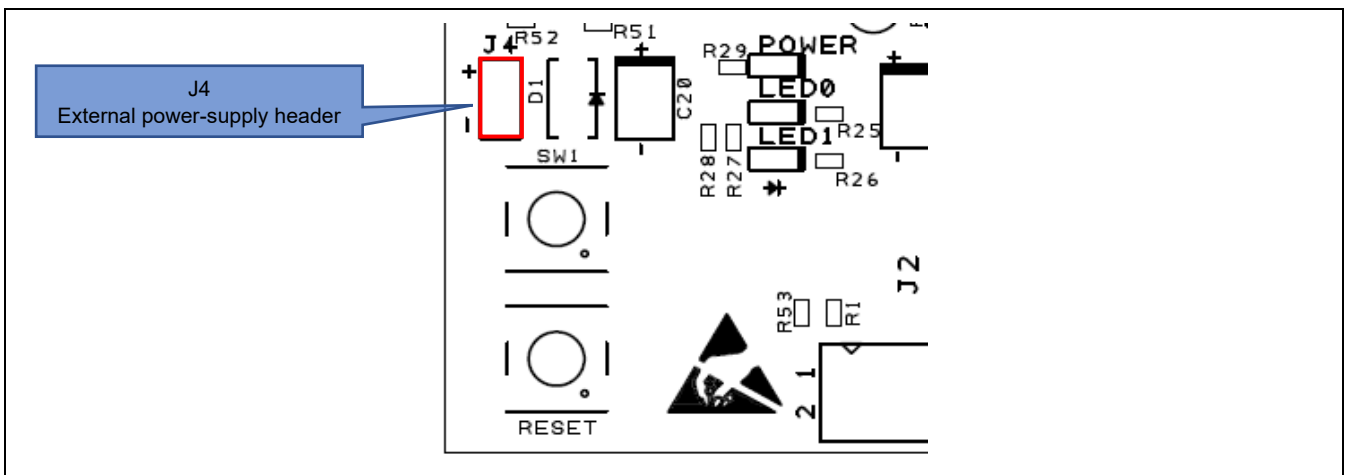 J4
External power-supply header
R52
R51
J4
+
-
D1
+
C20
-
R29
POWER
LED0
R25
LED1
R28
R27
R26
+
-
SW1
J2
R53
R1
1
2
RESET